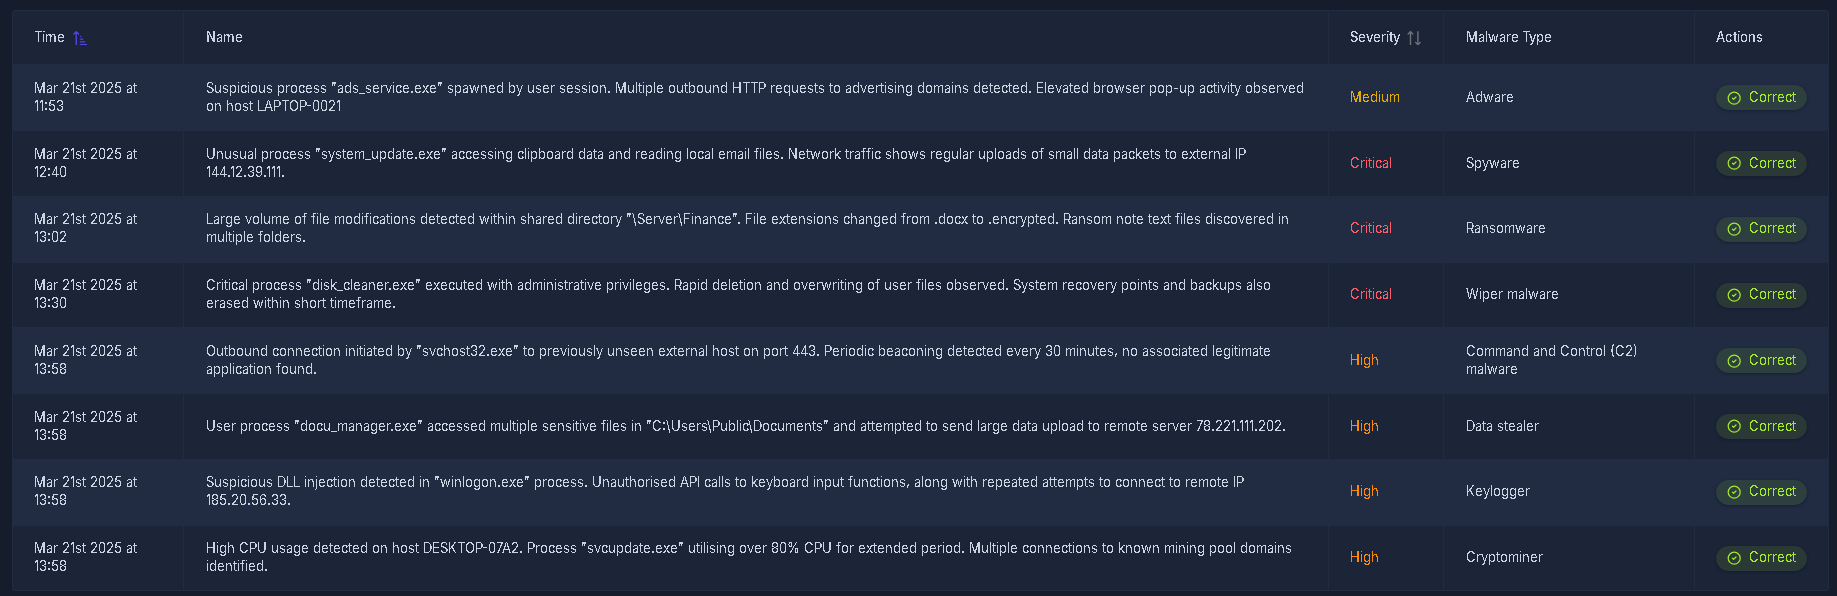 Time Name Severity Malware Type Actions
Mar 21st 2025 at
11:53
Suspicious process "ads_service.exe" spawned by user session. Multiple outbound HTTP requests to advertising domains detected. Elevated browser pop-up activity observed
on host LAPTOP-0021
Medium
Adware
Correct
Mar 21st 2025 at
12:40
Unusual process "system_update.exe" accessing clipboard data and reading local email files. Network traffic shows regular uploads of small data packets to external IP
144.12.39.111.
Critical
Spyware
Correct
Mar 21st 2025 at
13:02
Large volume of file modifications detected within shared directory "\Server\Finance". File extensions changed from .docx to .encrypted. Ransom note text files discovered in
multiple folders.
Critical
Ransomware
Correct
Mar 21st 2025 at
13:30
Critical process "disk_cleaner.exe" executed with administrative privileges. Rapid deletion and overwriting of user files observed. System recovery points and backups also
erased within short timeframe.
Critical
Wiper malware
Correct
Mar 21st 2025 at
13:58
Outbound connection initiated by "svchost32.exe" to previously unseen external host on port 443. Periodic beaconing detected every 30 minutes, no associated legitimate
application found.
High
Command and Control (C2)
malware
Correct
Mar 21st 2025 at
13:58
User process "docu_manager.exe" accessed multiple sensitive files in "C:\Users\Public\Documents" and attempted to send large data upload to remote server 78.221.111.202.
High
Data stealer
Correct
Mar 21st 2025 at
13:58
Suspicious DLL injection detected in "winlogon.exe" process. Unauthorised API calls to keyboard input functions, along with repeated attempts to connect to remote IP
185.20.56.33.
High
Keylogger
Correct
Mar 21st 2025 at
13:58
High CPU usage detected on host DESKTOP-07A2. Process "svcupdate.exe" utilising over 80% CPU for extended period. Multiple connections to known mining pool domains
identified.
High
Cryptominer
Correct